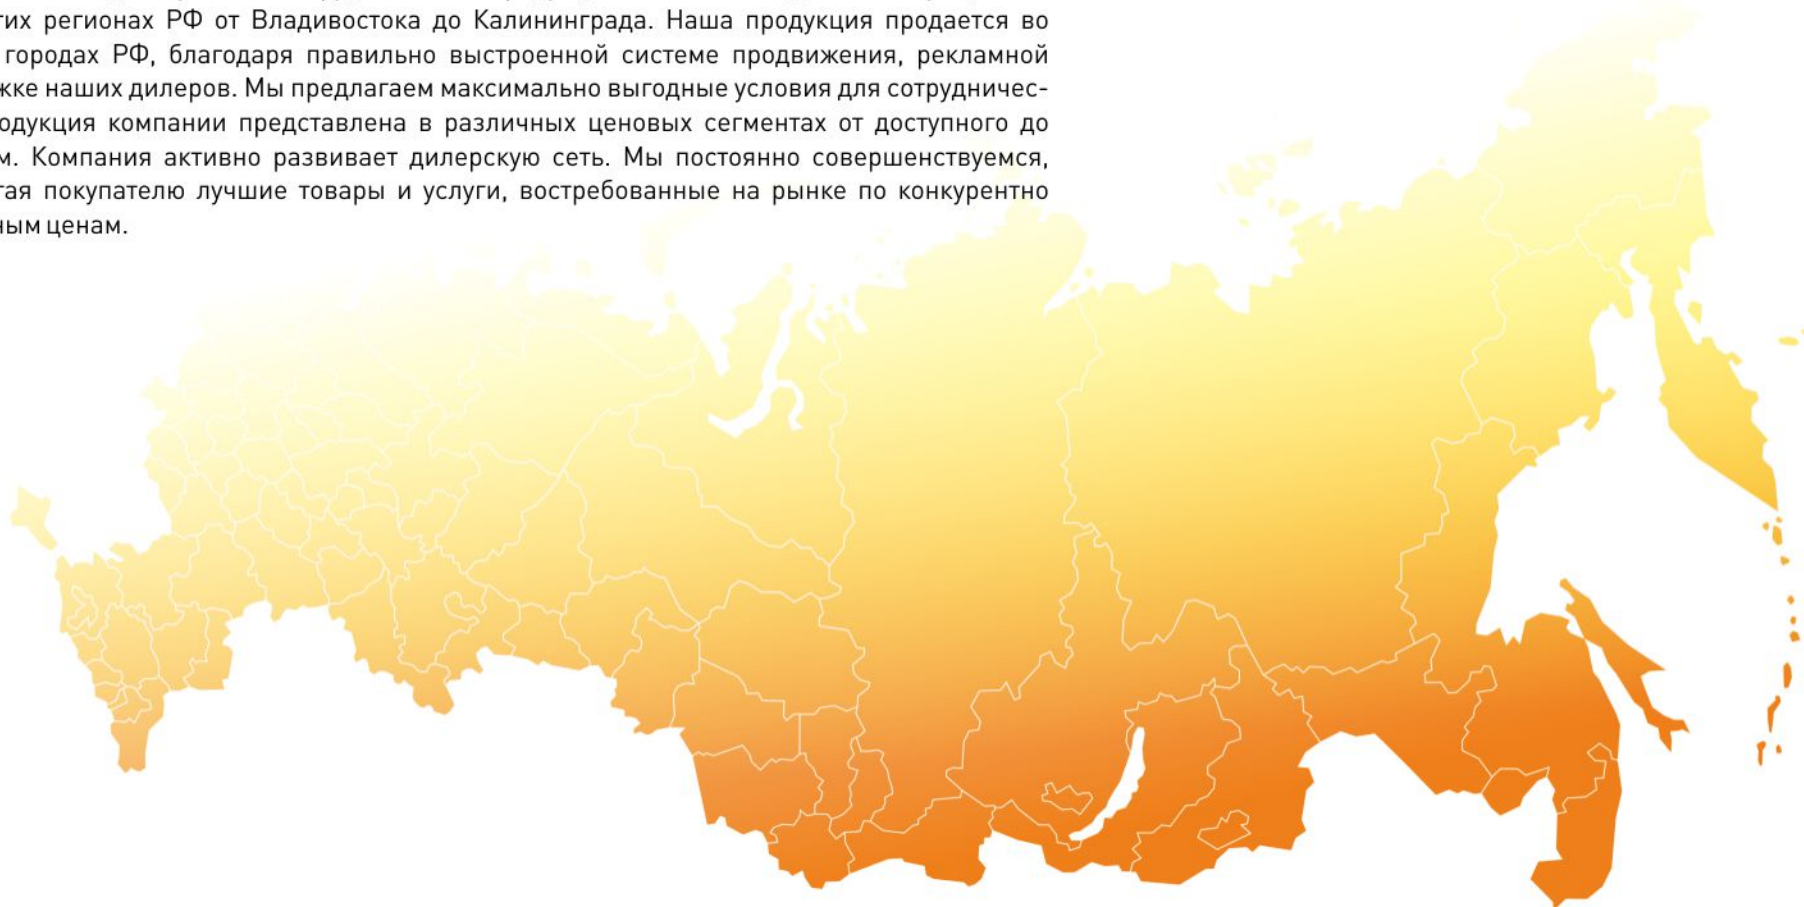 тих регионах РФ от Владивостока до Калининграда. Наша продукция продается во
городах РФ, благодаря правильно выстроенной системе продвижения, рекламной
жке наших дилеров. Мы предлагаем максимально выгодные условия для сотрудничес-
одукция компании представлена в различных ценовых сегментах от доступного до
м. Компания активно развивает дилерскую сеть. Мы постоянно совершенствуемся,
гая покупателю лучшие товары и услуги, востребованные на рынке по конкурентно
ным ценам.